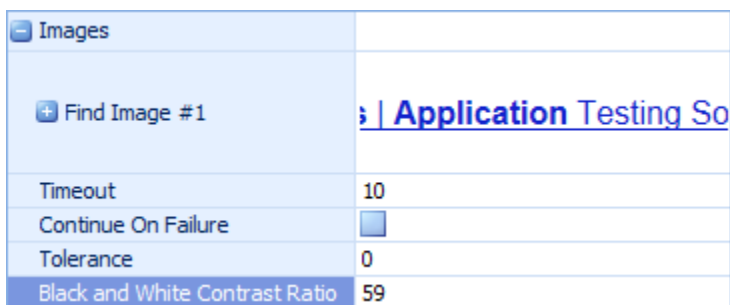 Images
Find Image #1 s | Application Testing So
Timeout 10
Continue On Failure
Tolerance 0
Black and White Contrast Ratio 59